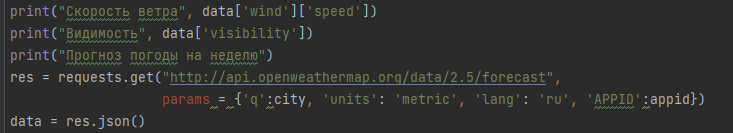 print("Скорость ветра", data['wind']['speed'])
print("Видимость", data['visibility'])
print("Прогноз погоды на неделю")
res = requests.get("http://api.openweathermap.org/data/2.5/forecast",
params = {'q':city, 'units': 'metric', 'lang': 'ru', 'APPID':appid})
data = res.json()